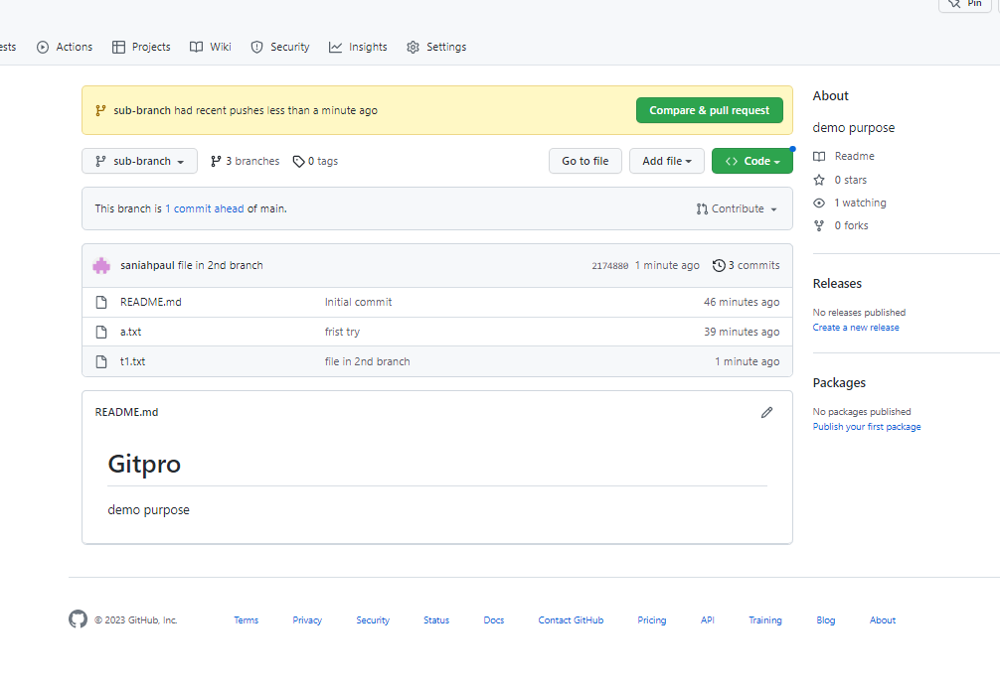 Pin
ests Actions Projects Wiki Security Insights Settings
sub-branch had recent pushes less than a minute ago Compare & pull request
sub-branch 3 branches 0 tags Go to file Add file Code
This branch is 1 commit ahead of main. Contribute
saniahpaul file in 2nd branch 2174880 1 minute ago 3 commits
README.md Initial commit 46 minutes ago
a.txt frist try 39 minutes ago
t1.txt file in 2nd branch 1 minute ago
README.md
Gitpro
demo purpose
About
demo purpose
Readme
0 stars
1 watching
0 forks
Releases
No releases published
Create a new release
Packages
No packages published
Publish your first package
© 2023 GitHub, Inc. Terms Privacy Security Status Docs Contact GitHub Pricing API Training Blog About